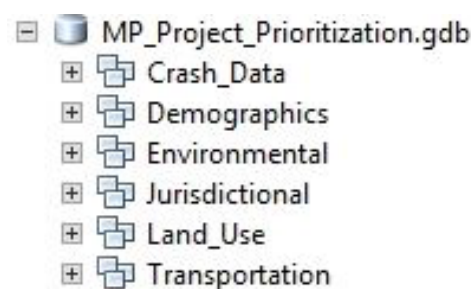 MP_Project_Prioritization.gdb
Crash_Data
Demographics
Environmental
Jurisdictional
Land_Use
Transportation